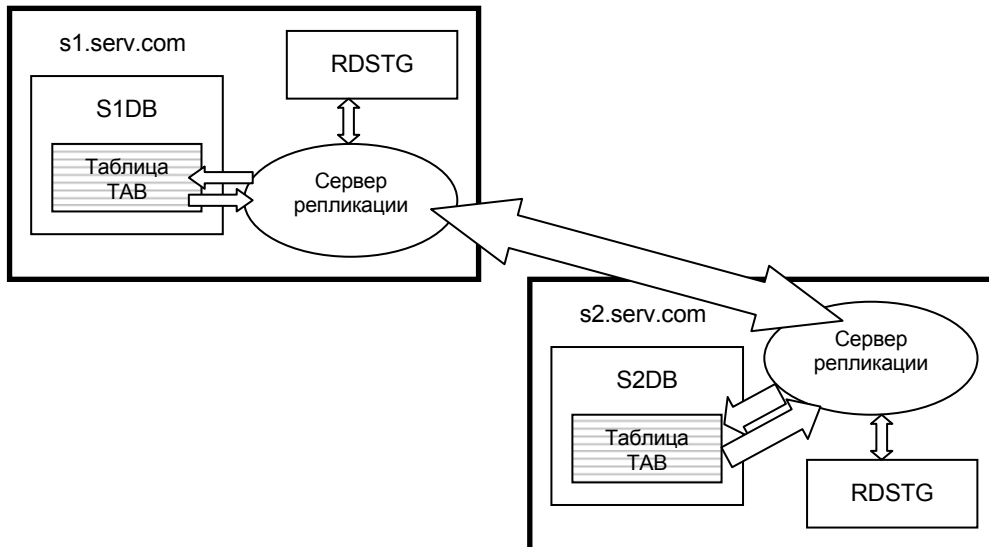 s1.serv.com
RDSTG
S1DB
Таблица
TAB
Сервер
репликации
s2.serv.com
Сервер
репликации
S2DB
Таблица
TAB
RDSTG